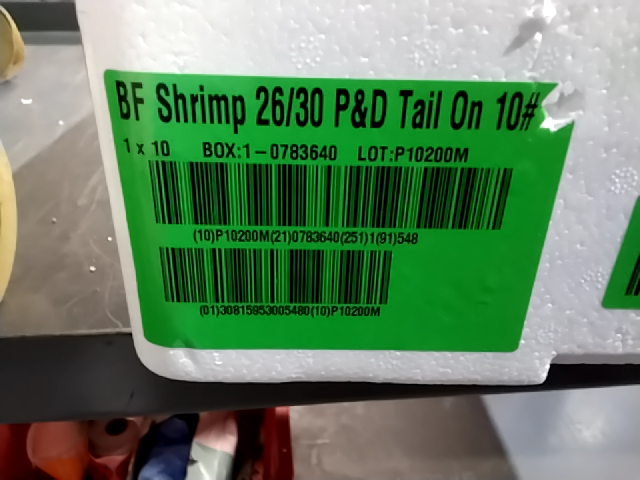 BF Shrimp 26/30 P&D Tail On 10#
1 x 10 BOX:1-0783640 LOT:P10200M
(10)P10200M(21)0783640(251)1(91)548
(01)30815953005480(10)P10200M